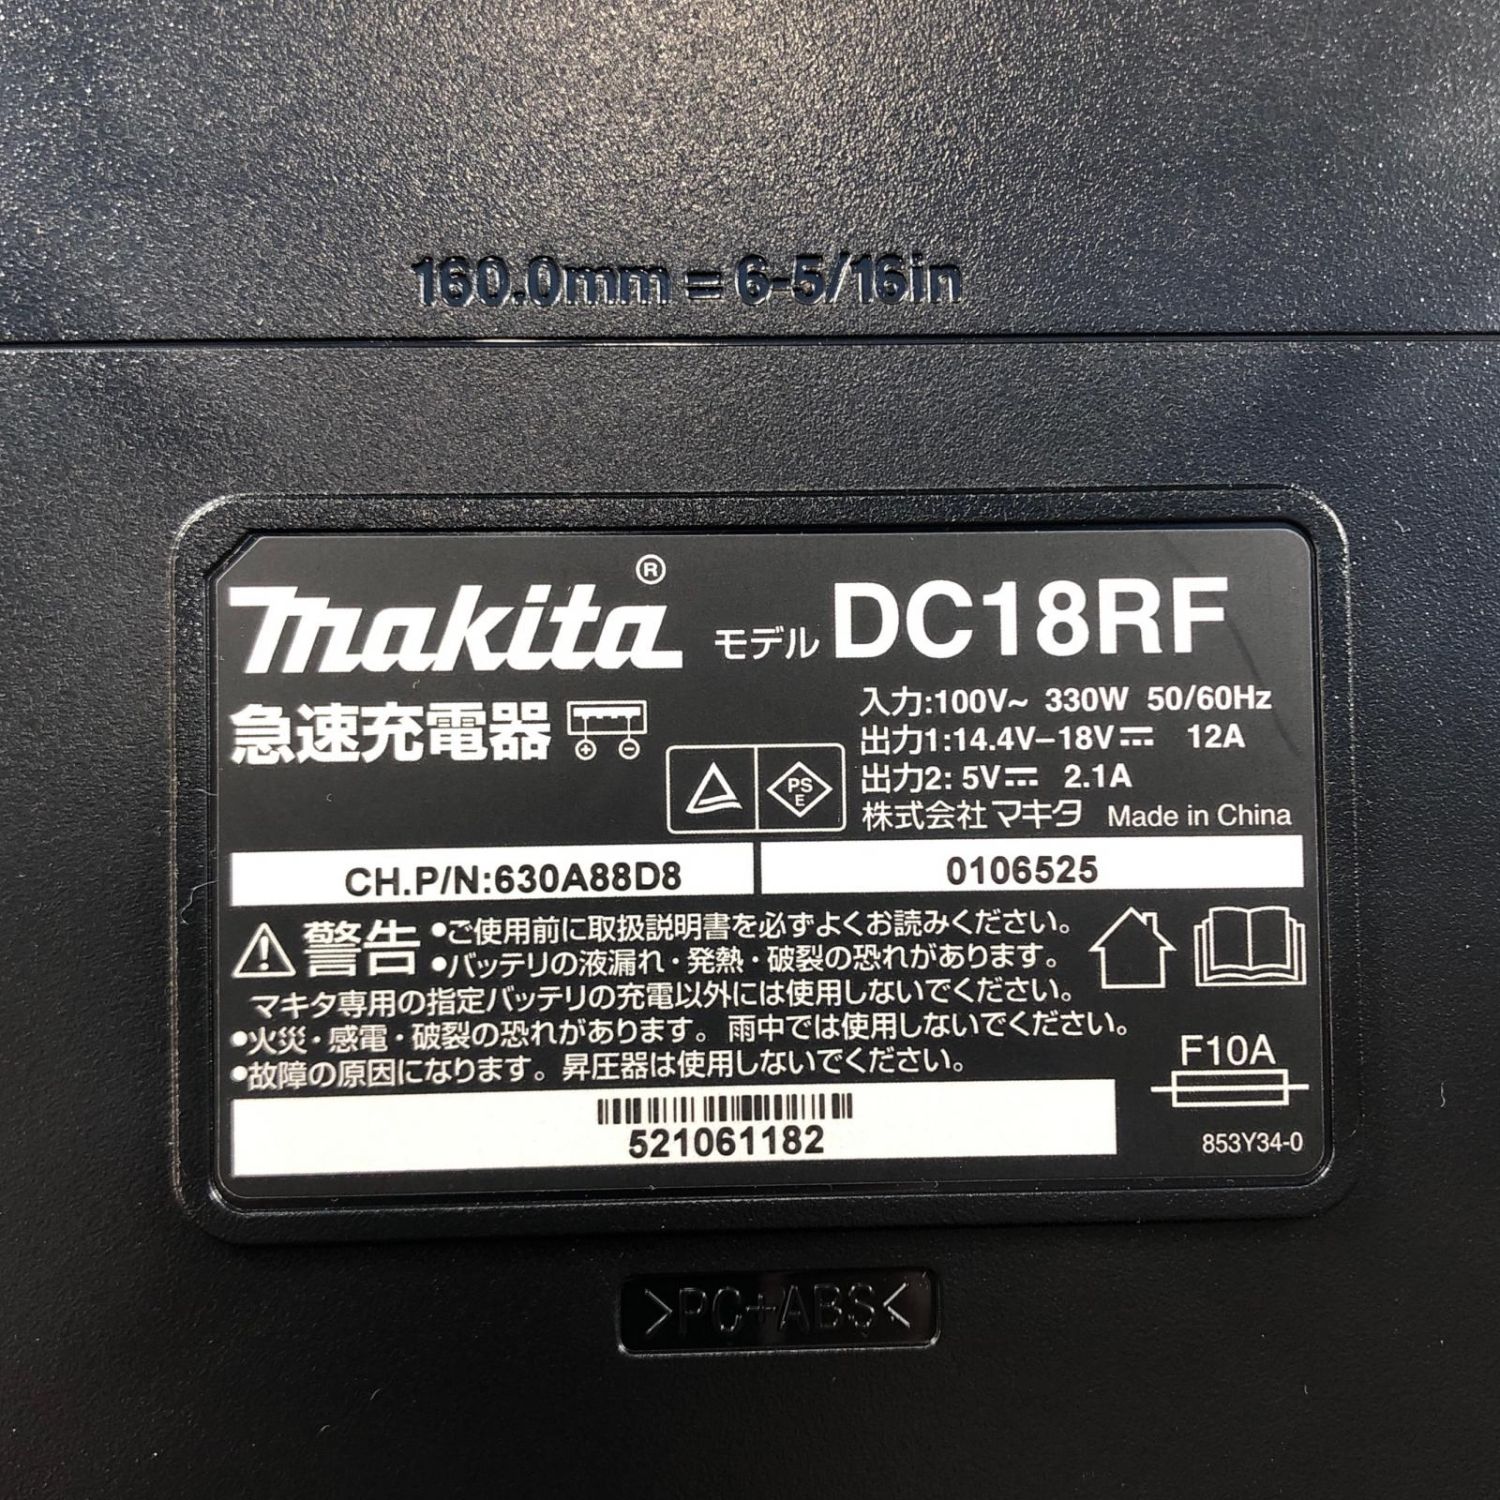 160.0mm = 6-5/16in
makita® モデル DC18RF
急速充電器
入力:100V~ 330W 50/60Hz
出力1:14.4V–18V⎓ 12A
出力2: 5V⎓ 2.1A
PS
E
株式会社マキタ Made in China
CH.P/N:630A88D8
0106525
⚠警告 •ご使用前に取扱説明書を必ずよくお読みください。
•バッテリの液漏れ・発熱・破裂の恐れがあります。
マキタ専用の指定バッテリの充電以外には使用しないでください。
•火災・感電・破裂の恐れがあります。雨中では使用しないでください。
•故障の原因になります。昇圧器は使用しないでください。
F10A
521061182
853Y34-0
>PC+ABS<